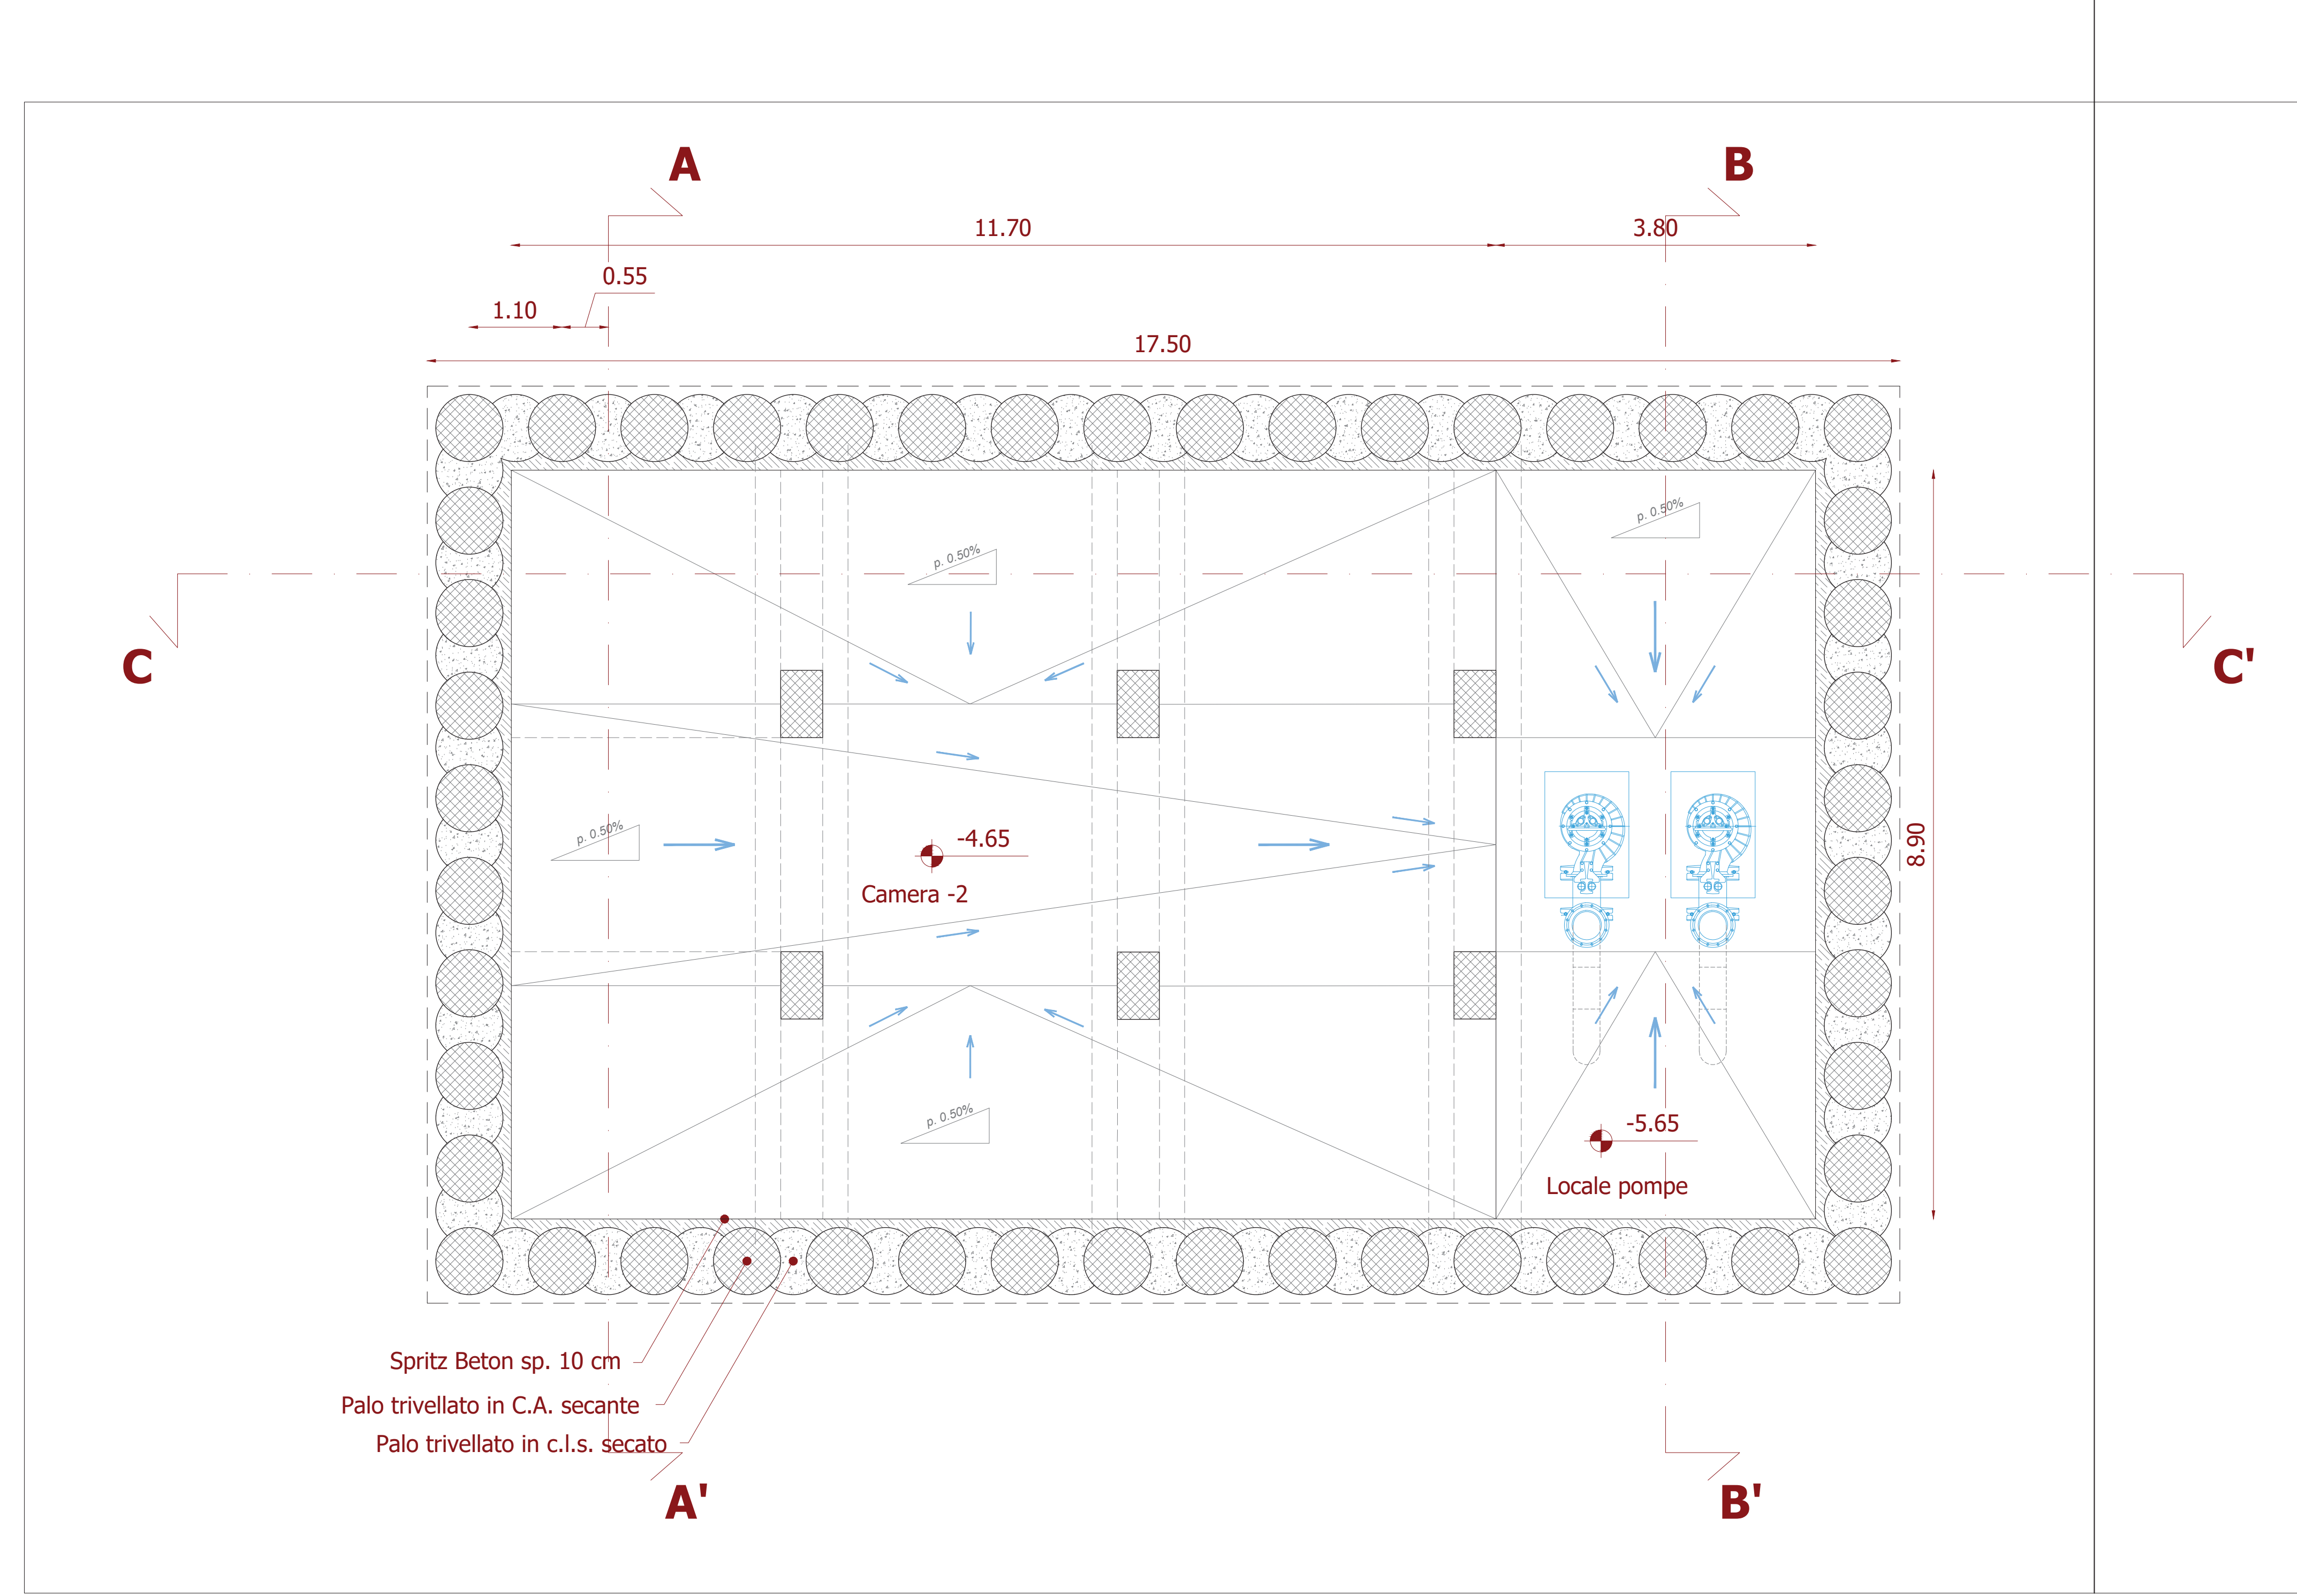 A
B
11.70
3.80
0.55
1.10
17.50
p. 0.50%
p. 0.50%
C
C'
p. 0.50%
-4.65
Camera -2
8.90
p. 0.50%
-5.65
Locale pompe
Spritz Beton sp. 10 cm
Palo trivellato in C.A. secante
Palo trivellato in c.l.s. secato
A'
B'